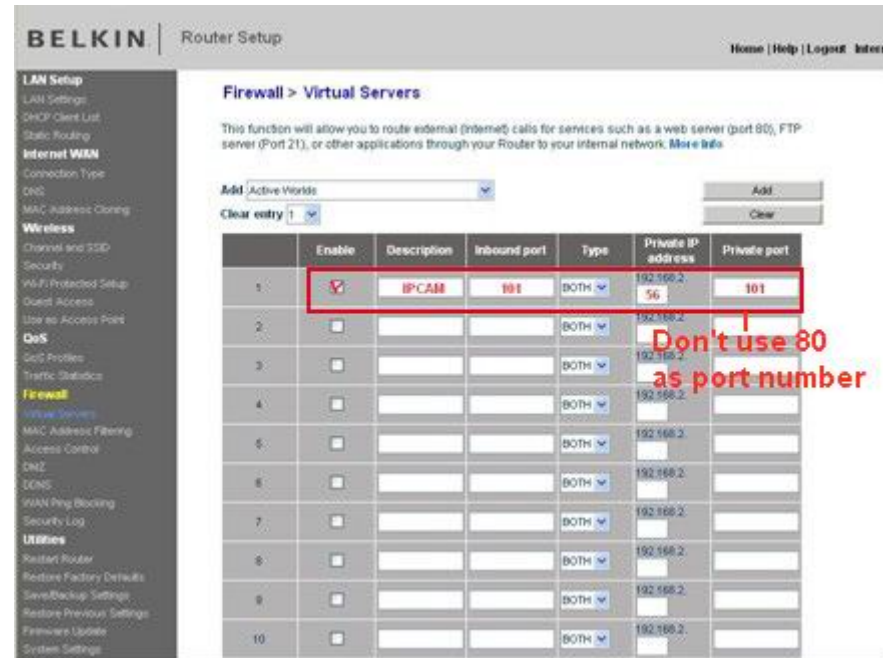 BELKIN Router Setup
Home | Help | Logout Inter
LAN Setup
LAN Settings
DHCP Client List
Static Routing
Internet WAN
Connection Type
DNS
MAC Address Cloning
Wireless
Channel and SSID
Security
Wi-Fi Protected Setup
Guest Access
Use as Access Point
QoS
QoS Profiles
Traffic Statistics
Firewall
Virtual Servers
MAC Address Filtering
Access Control
DMZ
DDNS
WAN Ping Blocking
Security Log
Utilities
Restart Router
Restore Factory Defaults
Save/Backup Settings
Restore Previous Settings
Firmware Update
System Settings
Firewall > Virtual Servers
This function will allow you to route external (Internet) calls for services such as a web server (port 80), FTP
server (Port 21), or other applications through your Router to your internal network. More Info
Add Active Worlds Add
Clear entry 1 Clear
Enable Description Inbound port Type Private IP address Private port
1 IPCAM 101 BOTH 192.168.2. 56 101
2 BOTH 192.168.2.
Don't use 80
as port number
3 BOTH 192.168.2.
4 BOTH 192.168.2.
5 BOTH 192.168.2.
6 BOTH 192.168.2.
7 BOTH 192.168.2.
8 BOTH 192.168.2.
9 BOTH 192.168.2.
10 BOTH 192.168.2.